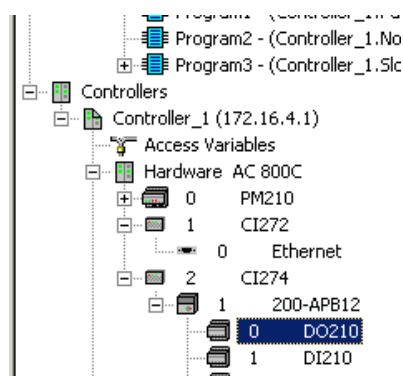 Program2 - (Controller_1.No
Program3 - (Controller_1.Slo
Controllers
Controller_1 (172.16.4.1)
Access Variables
Hardware AC 800C
0 PM210
1 CI272
0 Ethernet
2 CI274
1 200-APB12
0 DO210
1 DI210